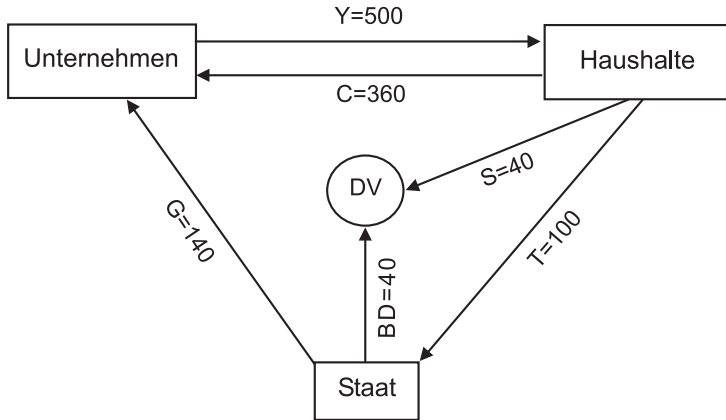 Y=500
Unternehmen
Haushalte
C=360
DV
S=40
G=140
T=100
BD=40
Staat